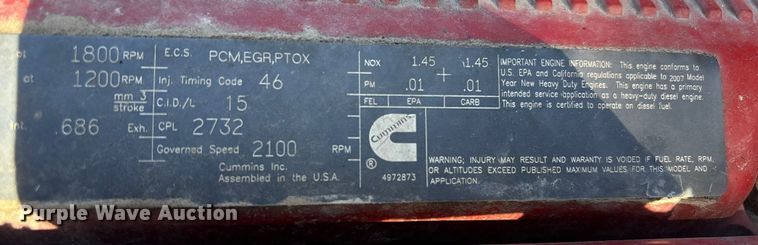 1800 RPM
1200 RPM
mm 3
stroke
.686 Exh.
E.C.S. PCM,EGR,PTOX
Inj. Timing Code 46
C.I.D./L 15
CPL 2732
Governed Speed 2100 RPM
Cummins Inc.
Assembled in the U.S.A.
NOX 1.45 1.45
PM .01 + .01
FEL EPA CARB
Cummins
®
4972873
IMPORTANT ENGINE INFORMATION: This engine conforms to
U.S. EPA and California regulations applicable to 2007 Model
Year New Heavy Duty Engines. This engine has a primary
intended service application as a heavy-duty diesel engine.
This engine is certified to operate on diesel fuel.
WARNING; INJURY MAY RESULT AND WARANTY IS VOIDED IF FUEL RATE, RPM,
OR ALTITUDES EXCEED PUBLISHED MAXIMUM VALUES FOR THIS MODEL AND
APPLICATION.
Purple Wave Auction